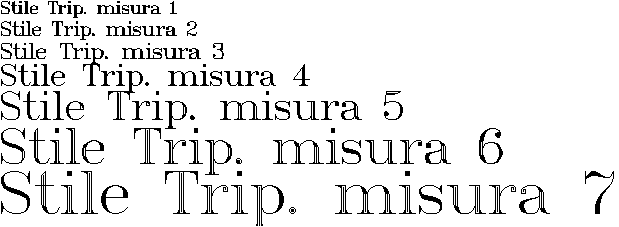 Stile Trip. misura 1
Stile Trip. misura 2
Stile Trip. misura 3
Stile Trip. misura 4
Stile Trip. misura 5
Stile Trip. misura 6
Stile Trip. misura 7